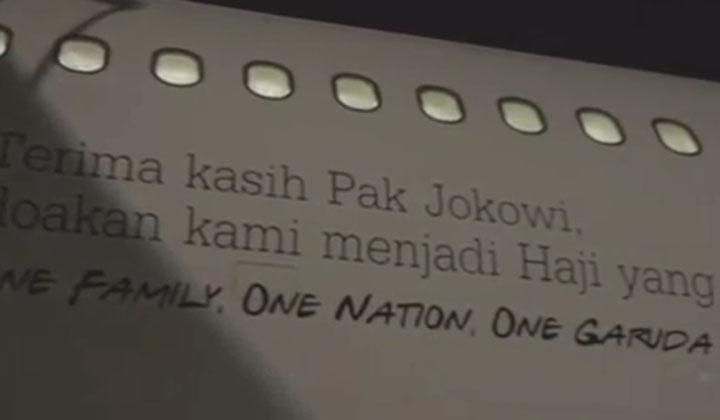 Terima kasih Pak Jokowi,
doakan kami menjadi Haji yang
ONE FAMILY. ONE NATION. ONE GARUDA